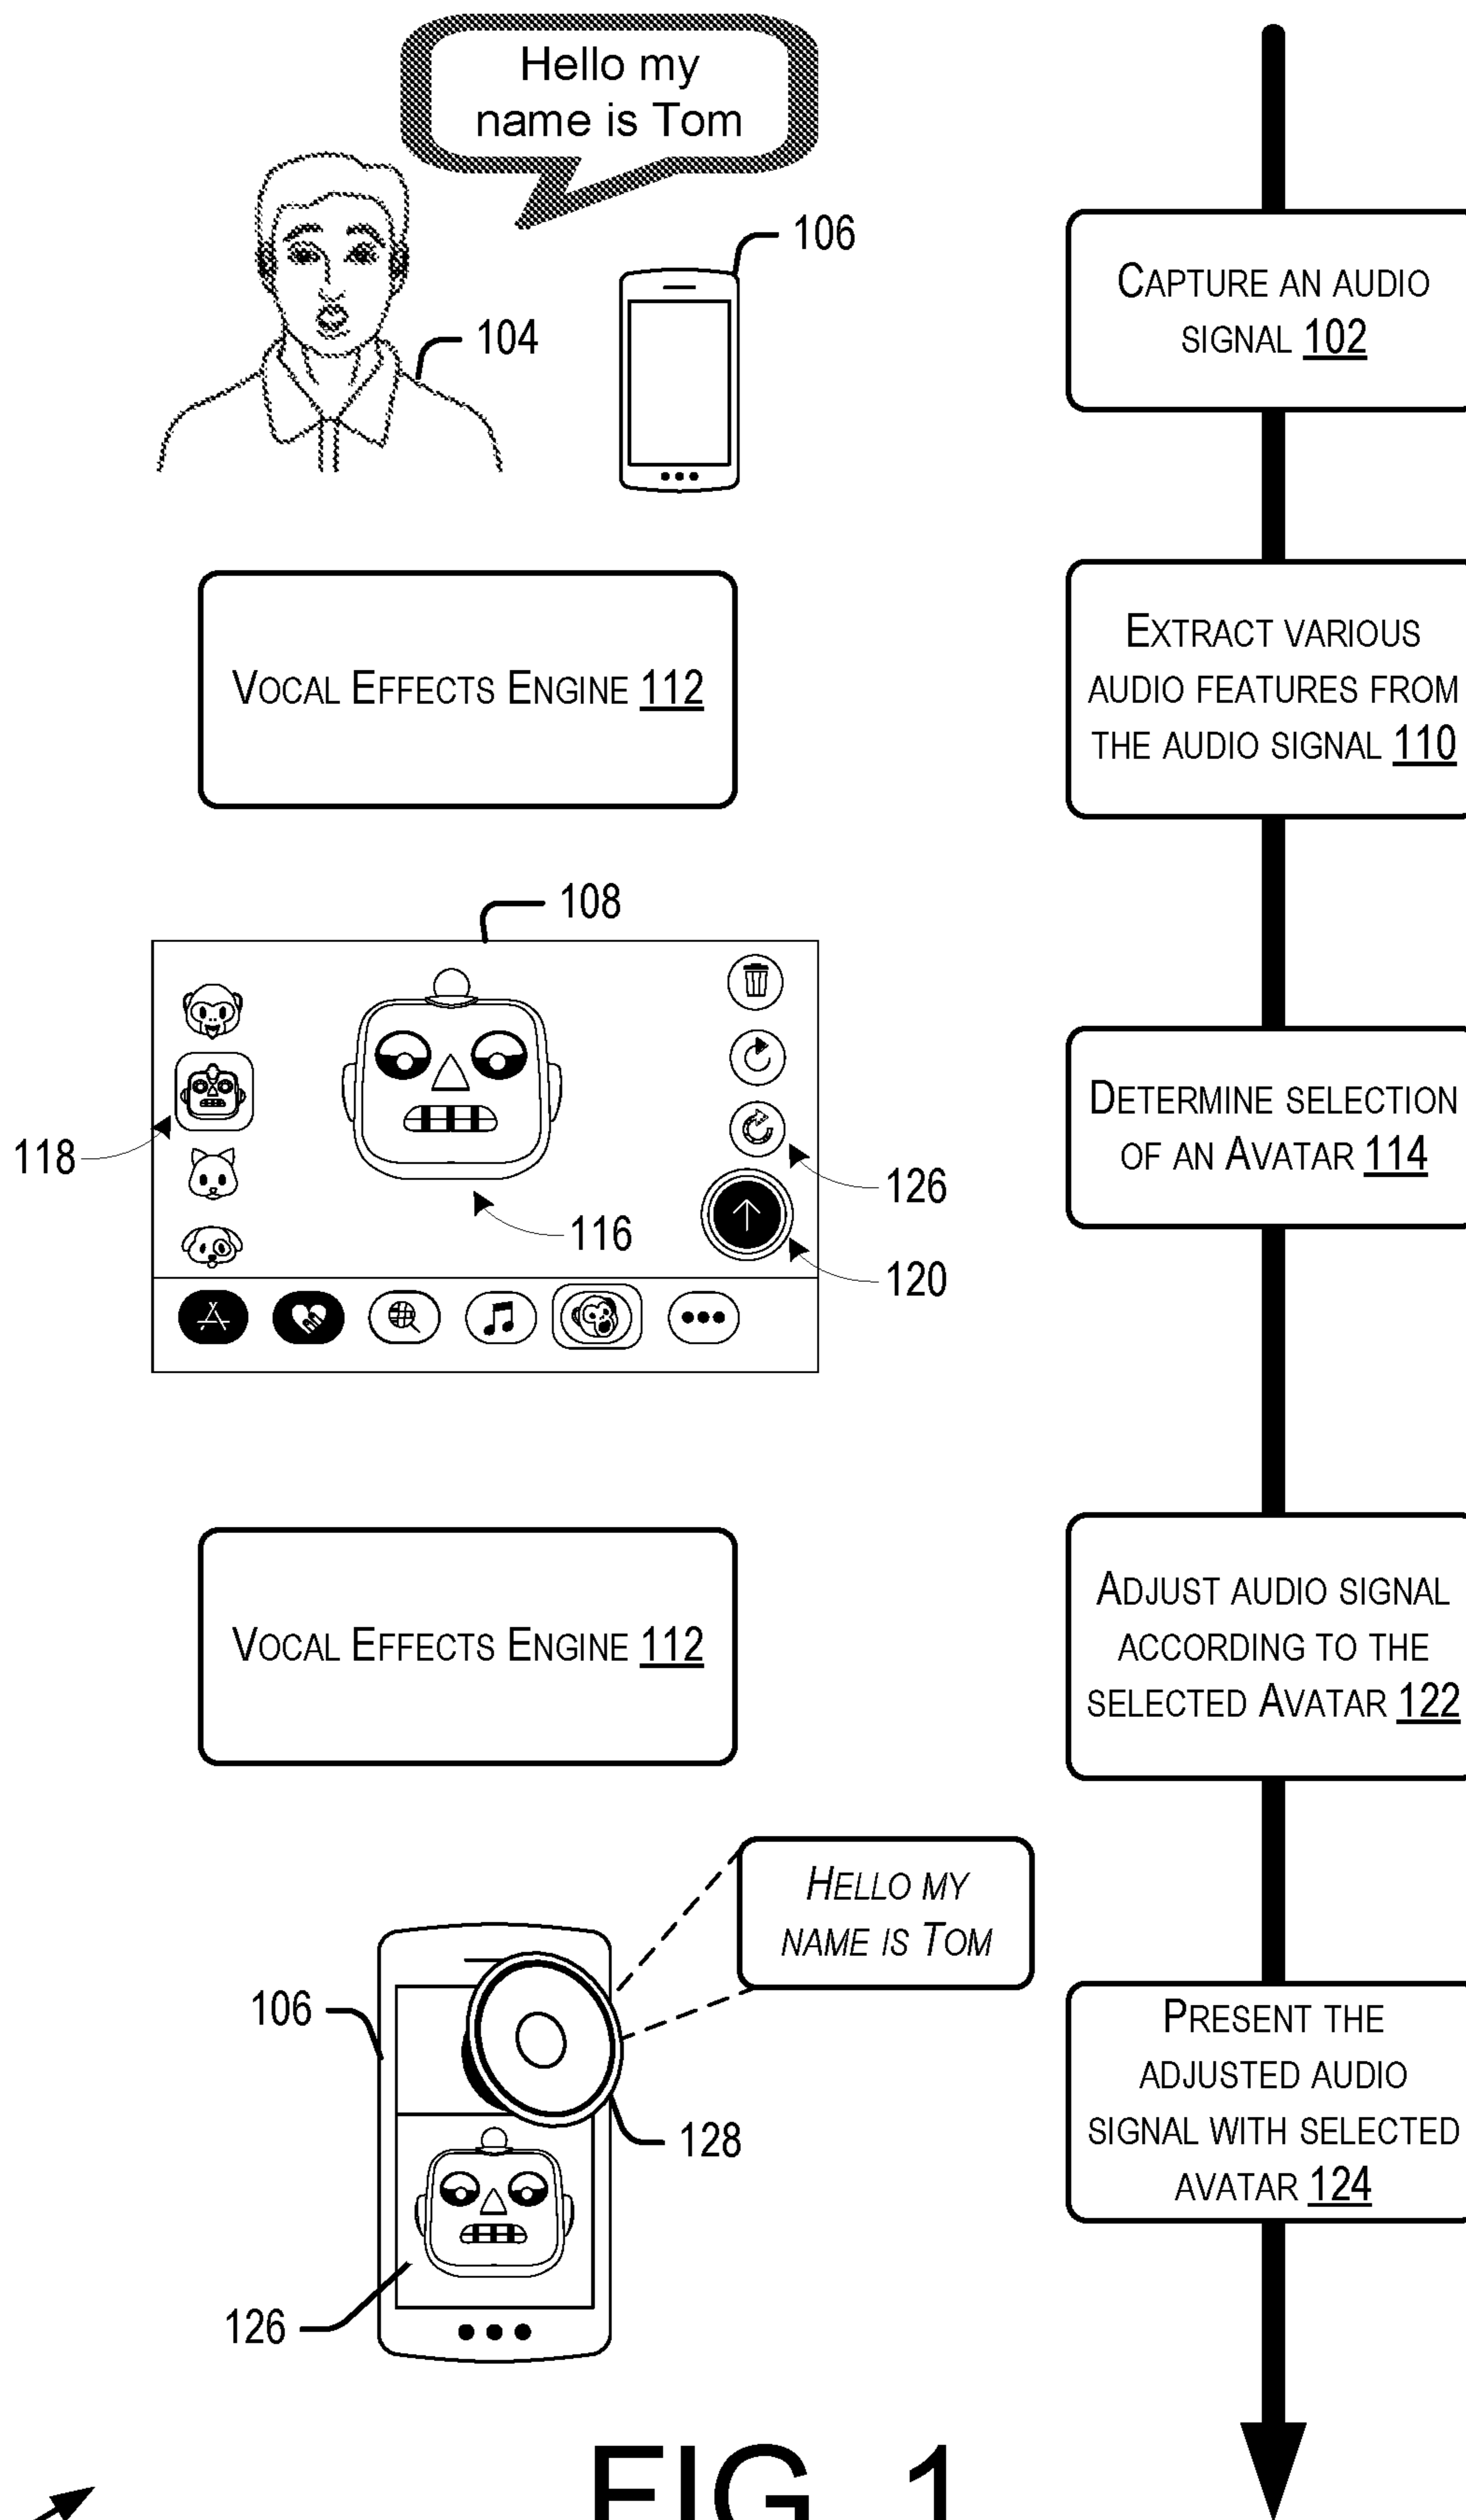 Hello my
name is Tom
106
104
CAPTURE AN AUDIO
SIGNAL 102
VOCAL EFFECTS ENGINE 112
EXTRACT VARIOUS
AUDIO FEATURES FROM
THE AUDIO SIGNAL 110
108
118
116
126
120
DETERMINE SELECTION
OF AN AVATAR 114
VOCAL EFFECTS ENGINE 112
ADJUST AUDIO SIGNAL
ACCORDING TO THE
SELECTED AVATAR 122
HELLO MY
NAME IS TOM
106
128
126
PRESENT THE
ADJUSTED AUDIO
SIGNAL WITH SELECTED
AVATAR 124
FIG. 1